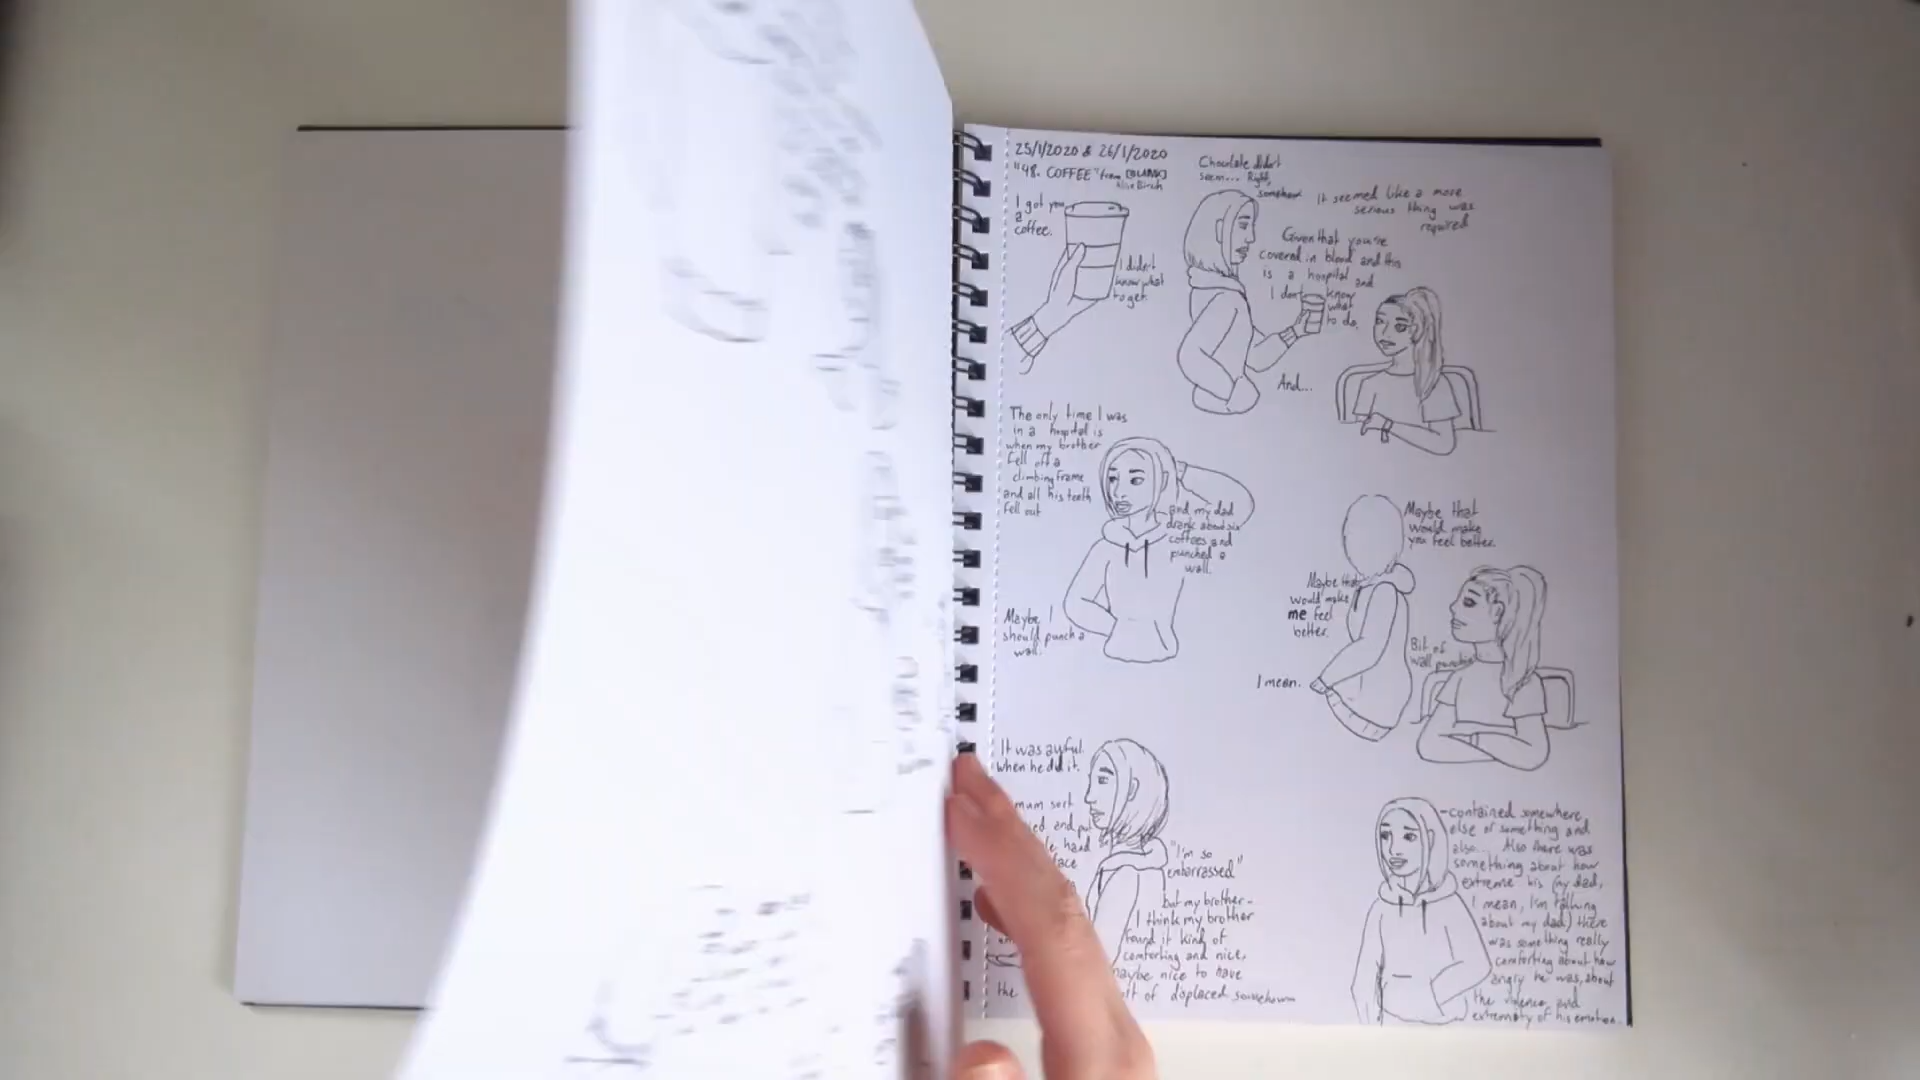 25/1/2020 & 26/1/2020
"48. COFFEE" from [BLANK]
Alice Birch
I got you
a
coffee.
I didn't
know what
to get.
Chocolate didn't
seem... Right,
somehow
It seemed like a more
serious thing was
required
Given that you're
covered in blood and this
is a hospital and
I don't know
what
to do.
And...
The only time I was
in a hospital is
when my brother
fell off a
climbing frame
and all his teeth
fell out
and my dad
drank about six
coffees and
punched a
wall.
Maybe I
should punch a
wall.
Maybe that
would make
you feel better.
Maybe that
would make
me feel
better.
Bit of
wall punching
I mean.
It was awful
when he did it.
mum sort
and put
hand
face
"I'm so
embarrassed"
but my brother-
I think my brother
found it kind of
comforting and nice,
maybe nice to have
the
of displaced somehow
-contained somewhere
else or something and
also... Also there was
something about how
extreme his (my dad,
I mean, I'm talking
about my dad) there
was something really
comforting about how
angry he was, about
the violence and
extremity of his emotion.